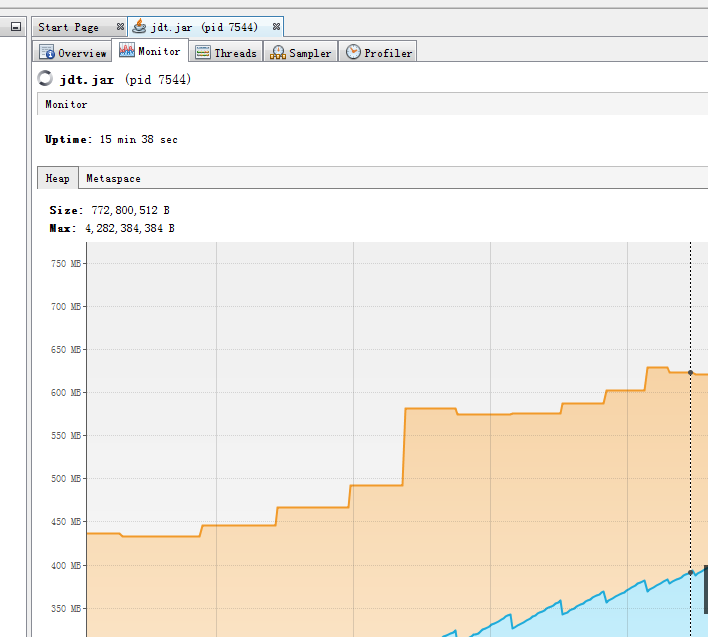 Start Page jdt.jar (pid 7544)
Overview Monitor Threads Sampler Profiler
jdt.jar (pid 7544)
Monitor
Uptime: 15 min 38 sec
Heap Metaspace
Size: 772,800,512 B
Max: 4,282,384,384 B
750 MB
700 MB
650 MB
600 MB
550 MB
500 MB
450 MB
400 MB
350 MB